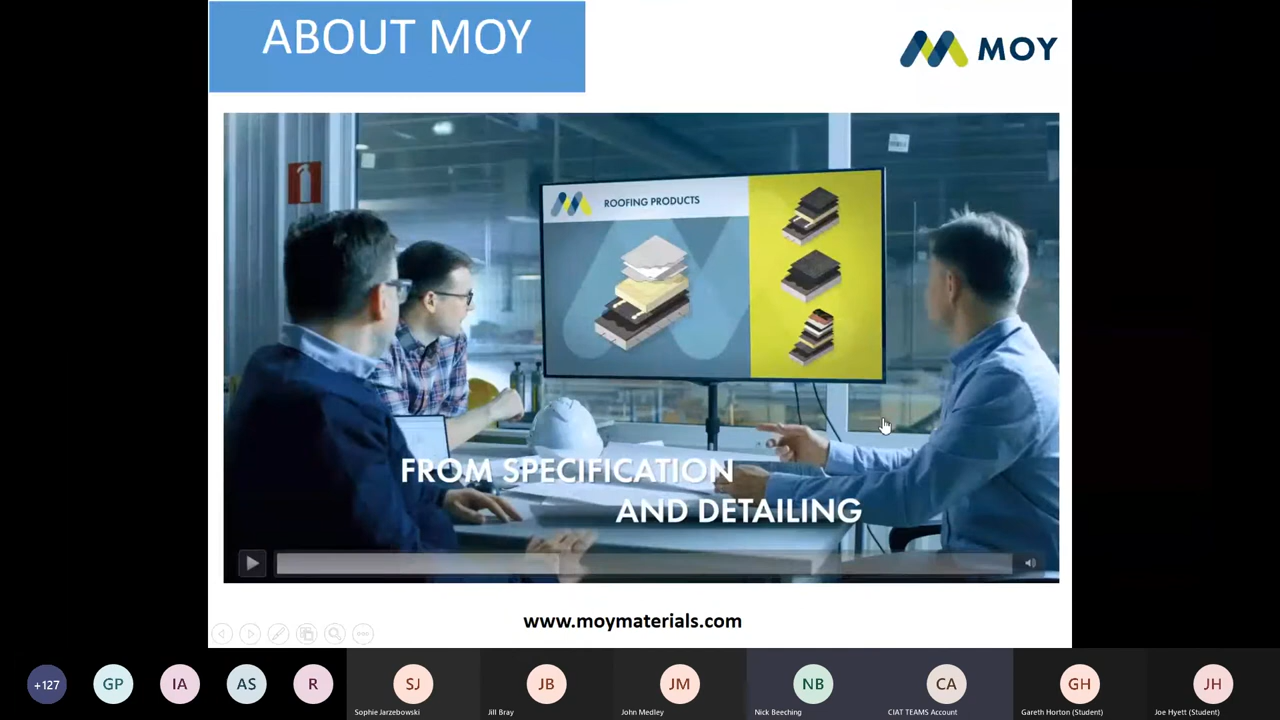 ABOUT MOY
MOY
ROOFING PRODUCTS
FROM SPECIFICATION
AND DETAILING
www.moymaterials.com
+127
GP
IA
AS
R
SJ
JB
JM
NB
CA
GH
JH
Sophie Jarzebowski
Jill Bray
John Medley
Nick Beeching
CIAT TEAMS Account
Gareth Horton (Student)
Joe Hyett (Student)